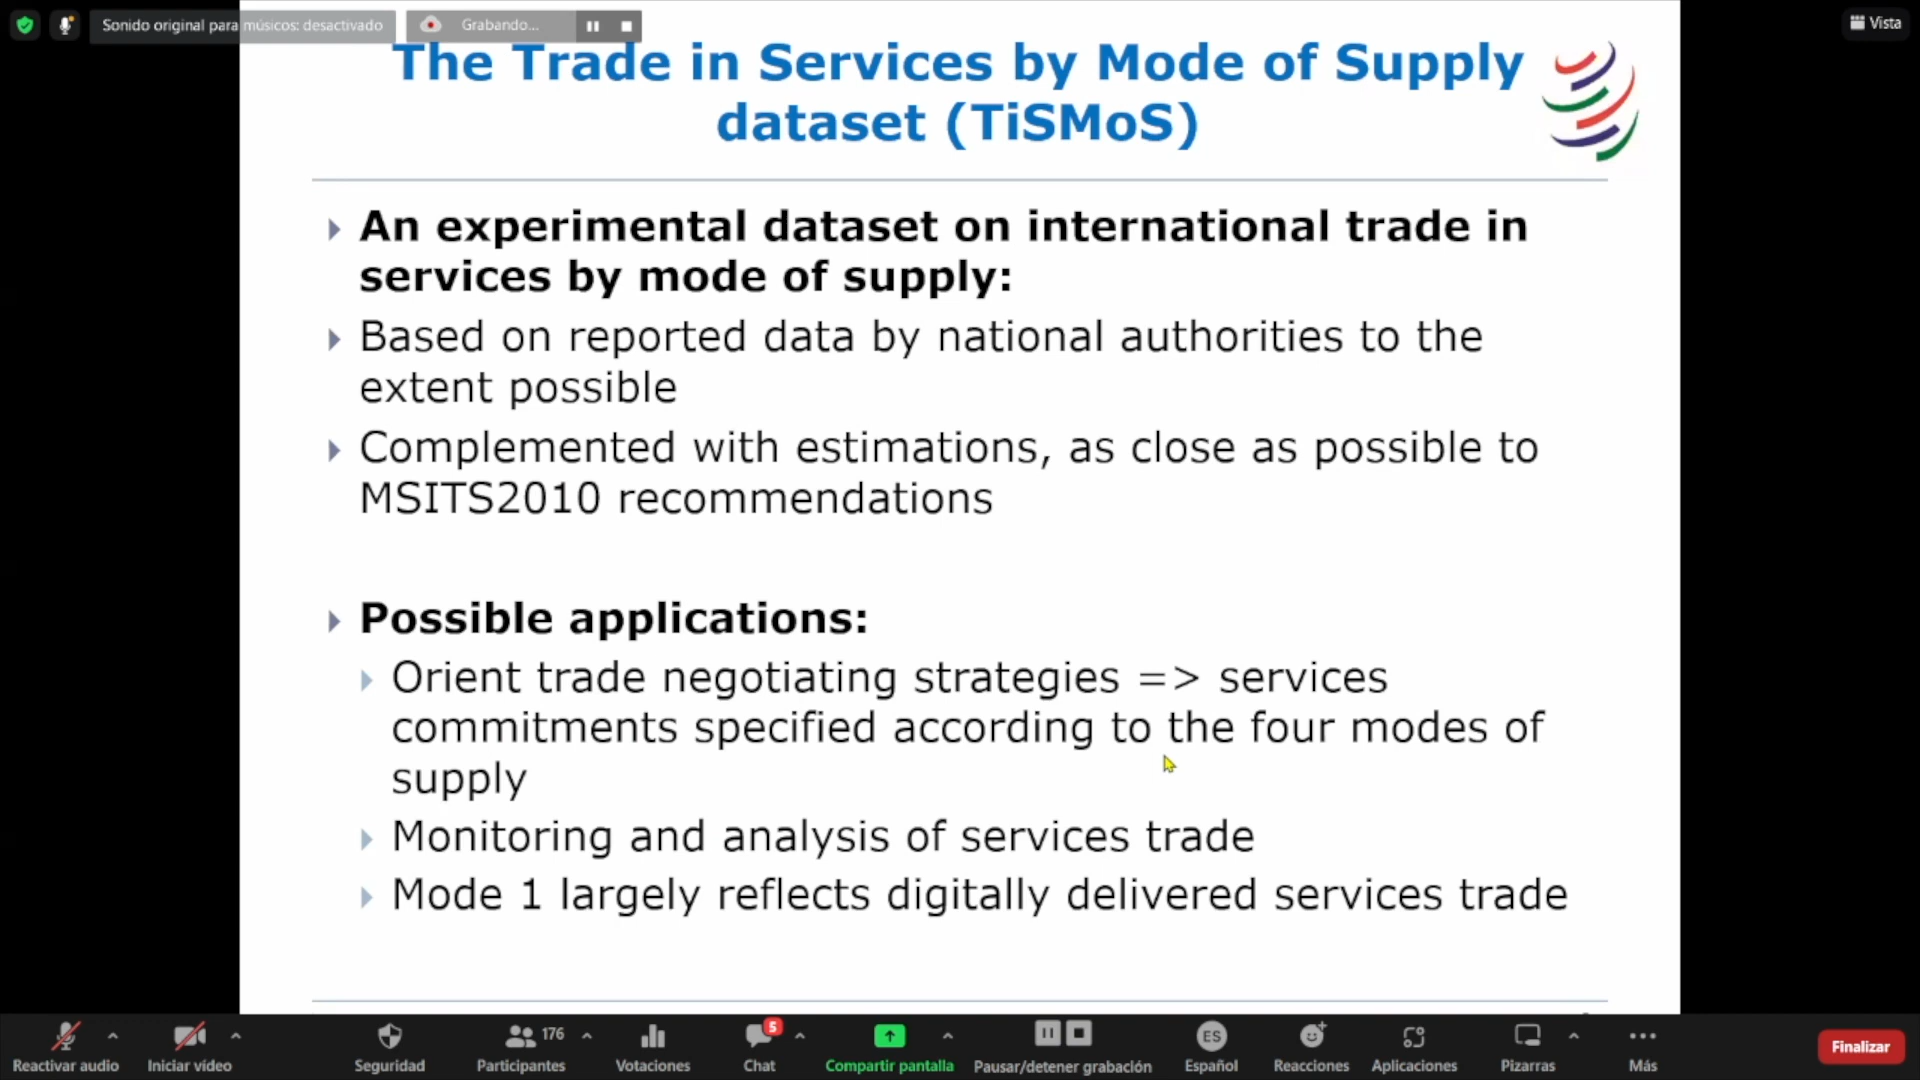 Sonido original para músicos: desactivado
Grabando...
Vista
The Trade in Services by Mode of Supply
dataset (TiSMoS)
An experimental dataset on international trade in
services by mode of supply:
Based on reported data by national authorities to the
extent possible
Complemented with estimations, as close as possible to
MSITS2010 recommendations
Possible applications:
Orient trade negotiating strategies => services
commitments specified according to the four modes of
supply
Monitoring and analysis of services trade
Mode 1 largely reflects digitally delivered services trade
176
5
ES
Reactivar audio
Iniciar vídeo
Seguridad
Participantes
Votaciones
Chat
Compartir pantalla
Pausar/detener grabación
Español
Reacciones
Aplicaciones
Pizarras
Más
Finalizar